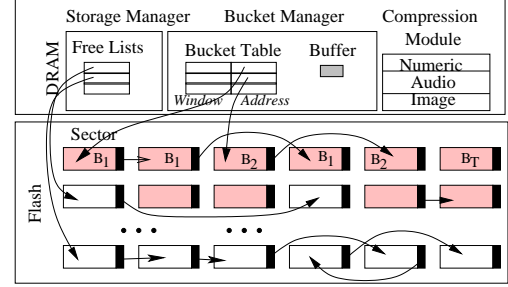 Storage Manager Bucket Manager Compression Module
DRAM
Free Lists
Bucket Table Buffer
Window Address
Numeric
Audio
Image
Flash
Sector
B1 B1 B2 B1 B2 BT
• • • • • •